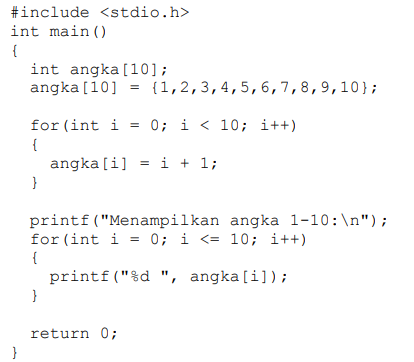 #include <stdio.h>
int main()
{
  int angka[10];
  angka[10] = {1,2,3,4,5,6,7,8,9,10};

  for(int i = 0; i < 10; i++)
  {
    angka[i] = i + 1;
  }

  printf("Menampilkan angka 1-10:\n");
  for(int i = 0; i <= 10; i++)
  {
    printf("%d ", angka[i]);
  }

  return 0;
}